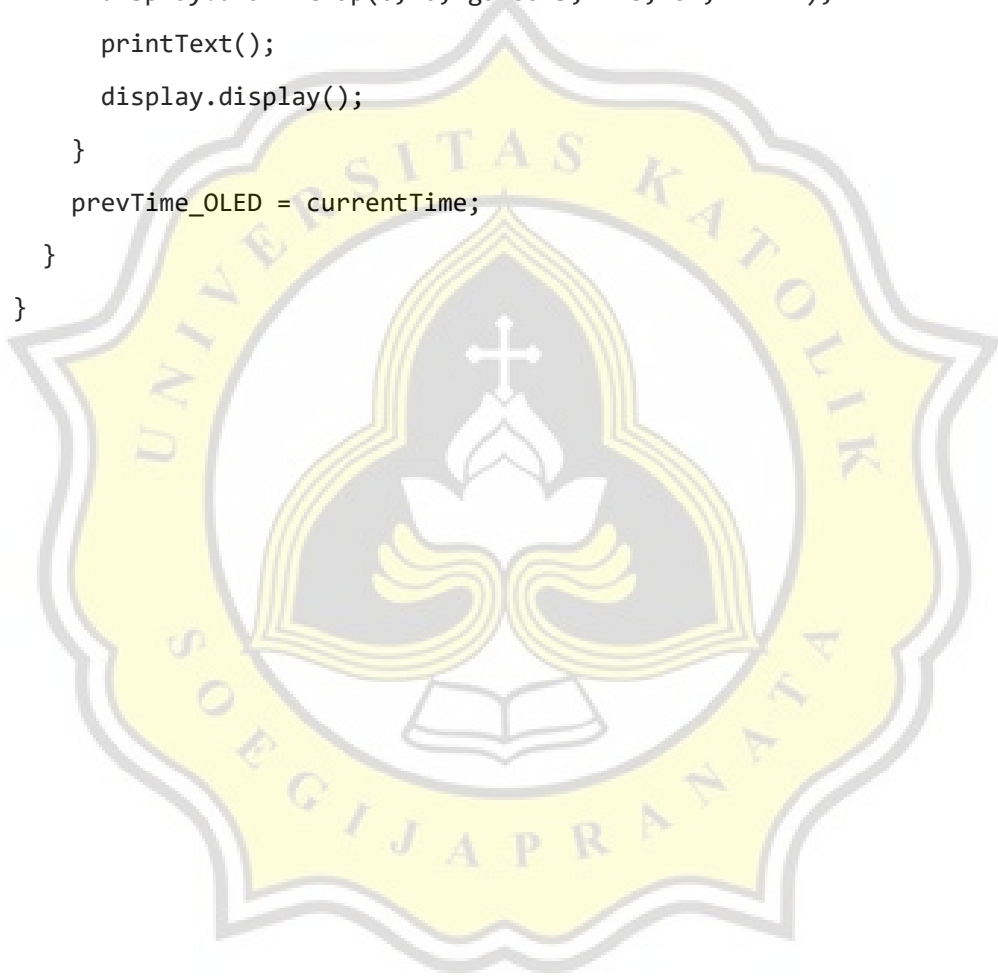 printText();
display.display();
}
prevTime_OLED = currentTime;
}
}
UNIVERSITAS KATOLIK
SOEGIJAPRANATA